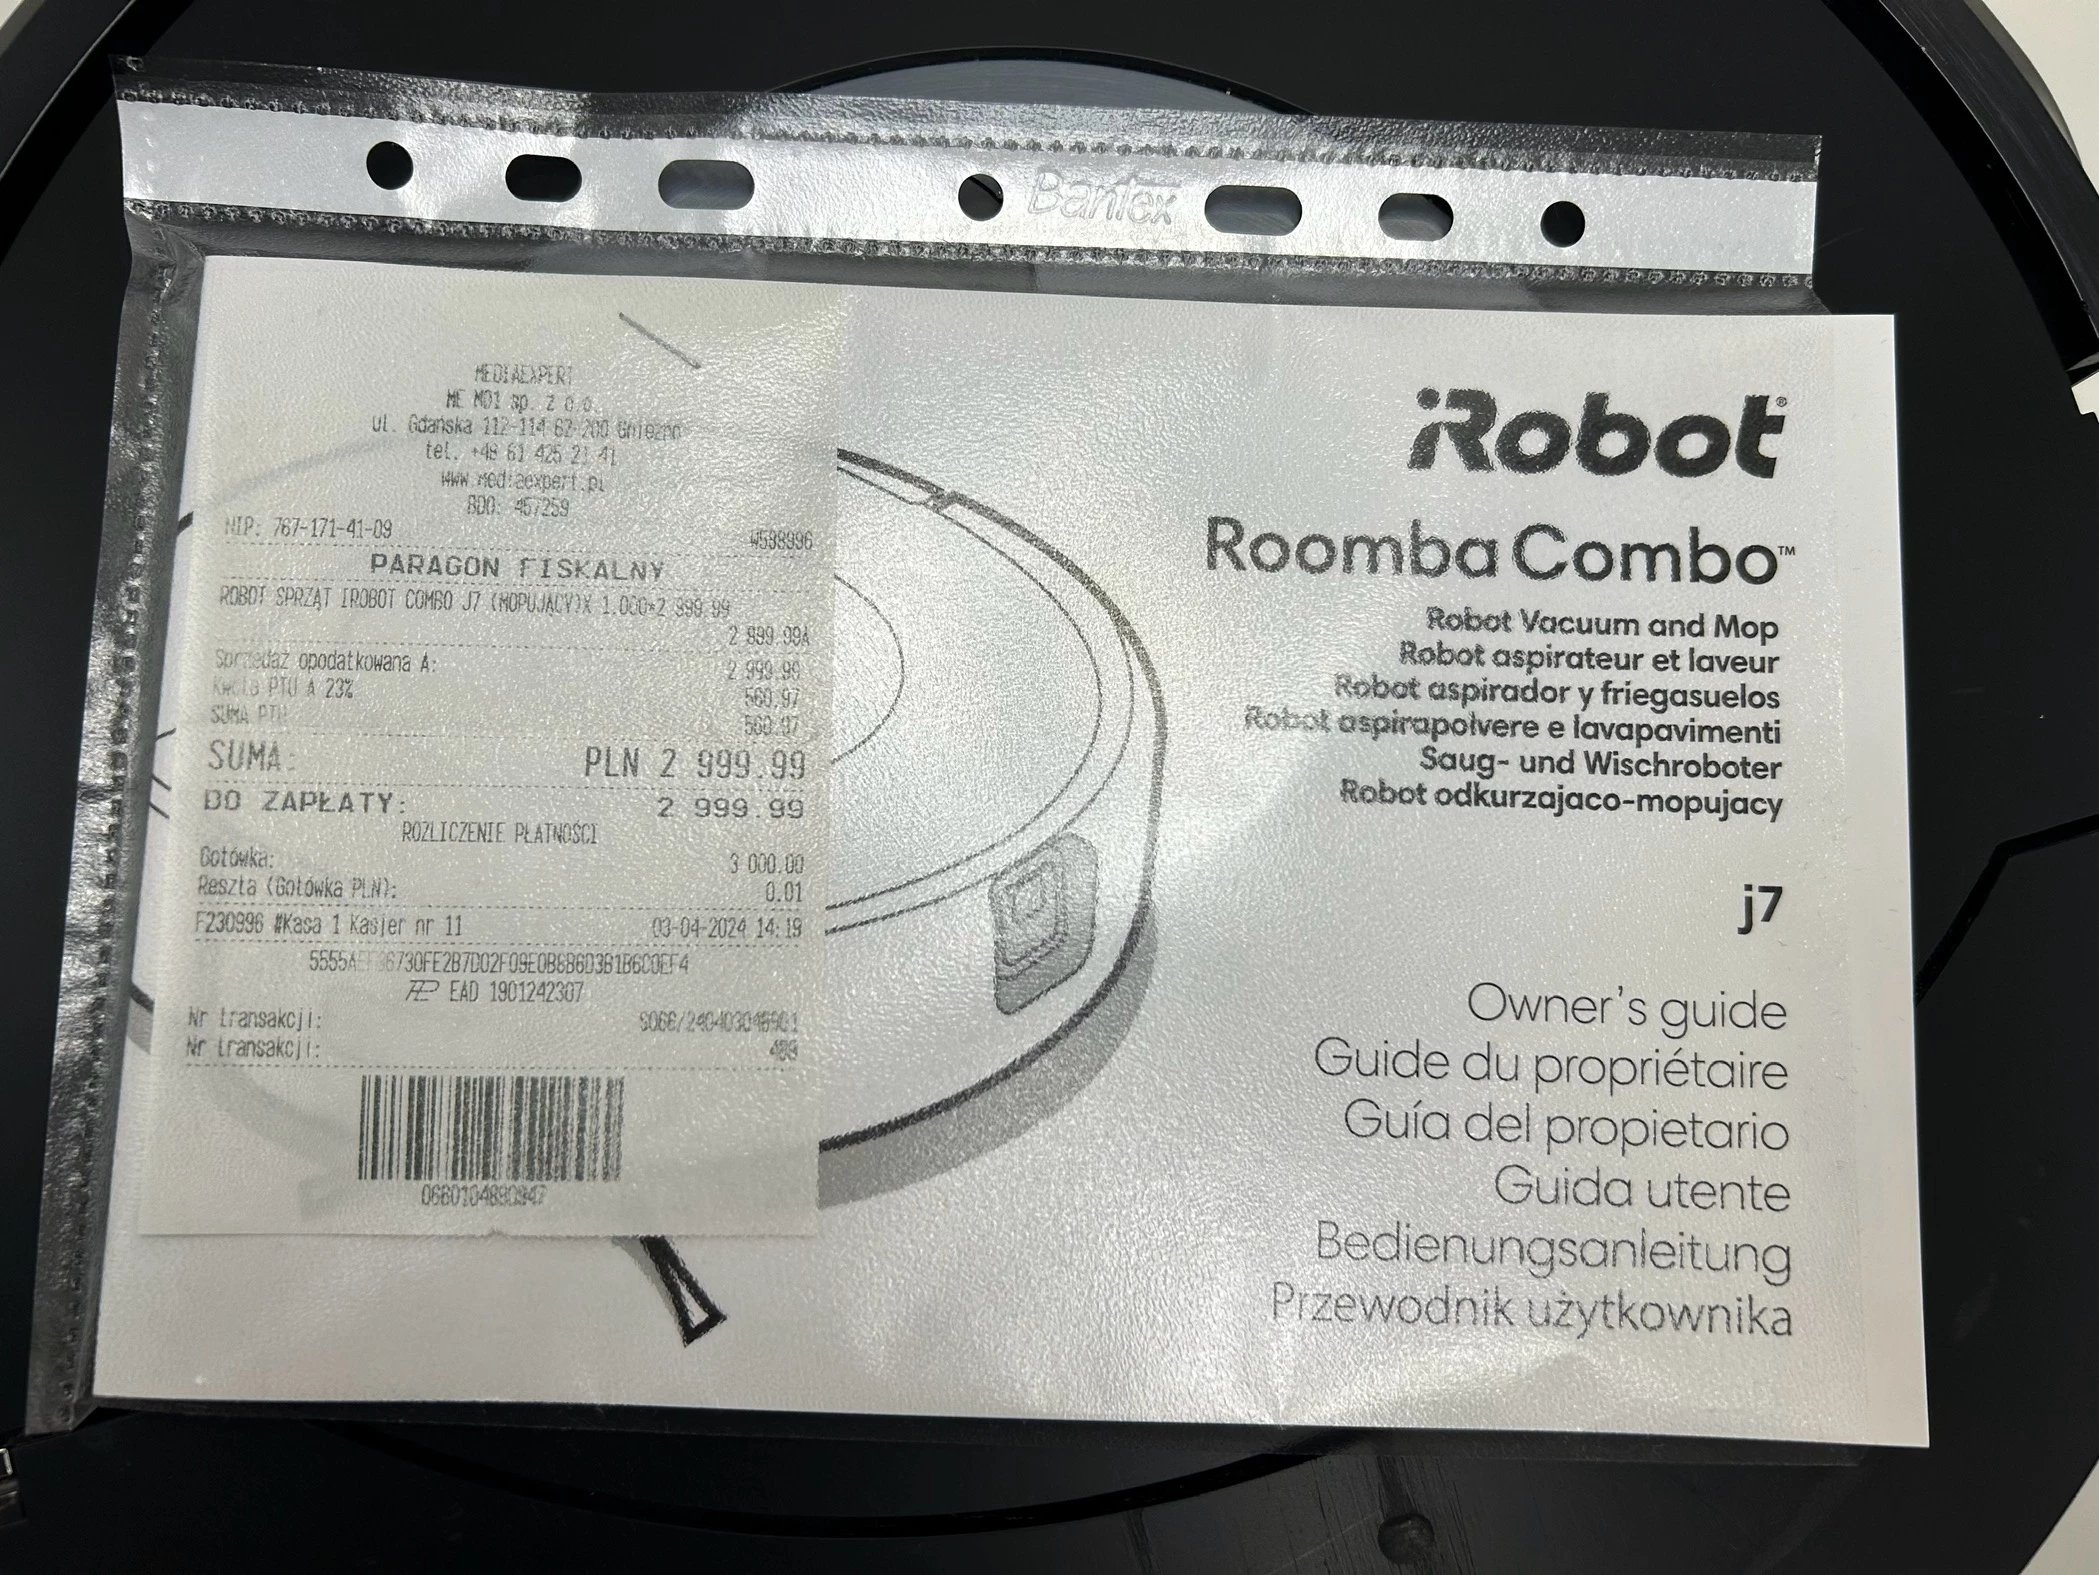 Bantex
MEDIAEXPERT
ME M01 sp. z o.o.
ul. Gdańska 112-114 62-200 Gniezno
tel. +48 61 425 21 41
www.mediaexpert.pl
BDO: 457259
NIP: 767-171-41-09 W598996
PARAGON FISKALNY
ROBOT SPRZĄT IROBOT COMBO J7 (MOPUJĄCY)X 1.000*2 999.99
2 999.99A
Sprzedaż opodatkowana A: 2 999.99
Kwota PTU A 23% 560.97
SUMA PTU 560.97
SUMA: PLN 2 999.99
DO ZAPŁATY: 2 999.99
ROZLICZENIE PŁATNOŚCI
Gotówka: 3 000.00
Reszta (Gotówka PLN): 0.01
F230996 #Kasa 1 Kasjer nr 11 03-04-2024 14:19
EAD 1901242307
Nr transakcji:
Nr transakcji: 489
iRobot®
Roomba Combo™
Robot Vacuum and Mop
Robot aspirateur et laveur
Robot aspirador y friegasuelos
Robot aspirapolvere e lavapavimenti
Saug- und Wischroboter
Robot odkurzajaco-mopujacy
j7
Owner's guide
Guide du propriétaire
Guía del propietario
Guida utente
Bedienungsanleitung
Przewodnik użytkownika